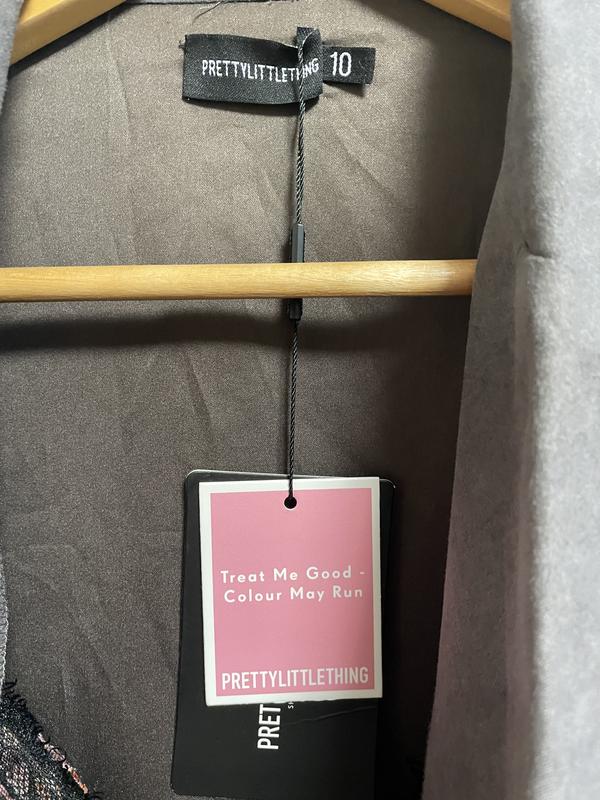 PRETTYLITTLETHING 10
Treat Me Good -
Colour May Run
PRETTYLITTLETHING
PRET